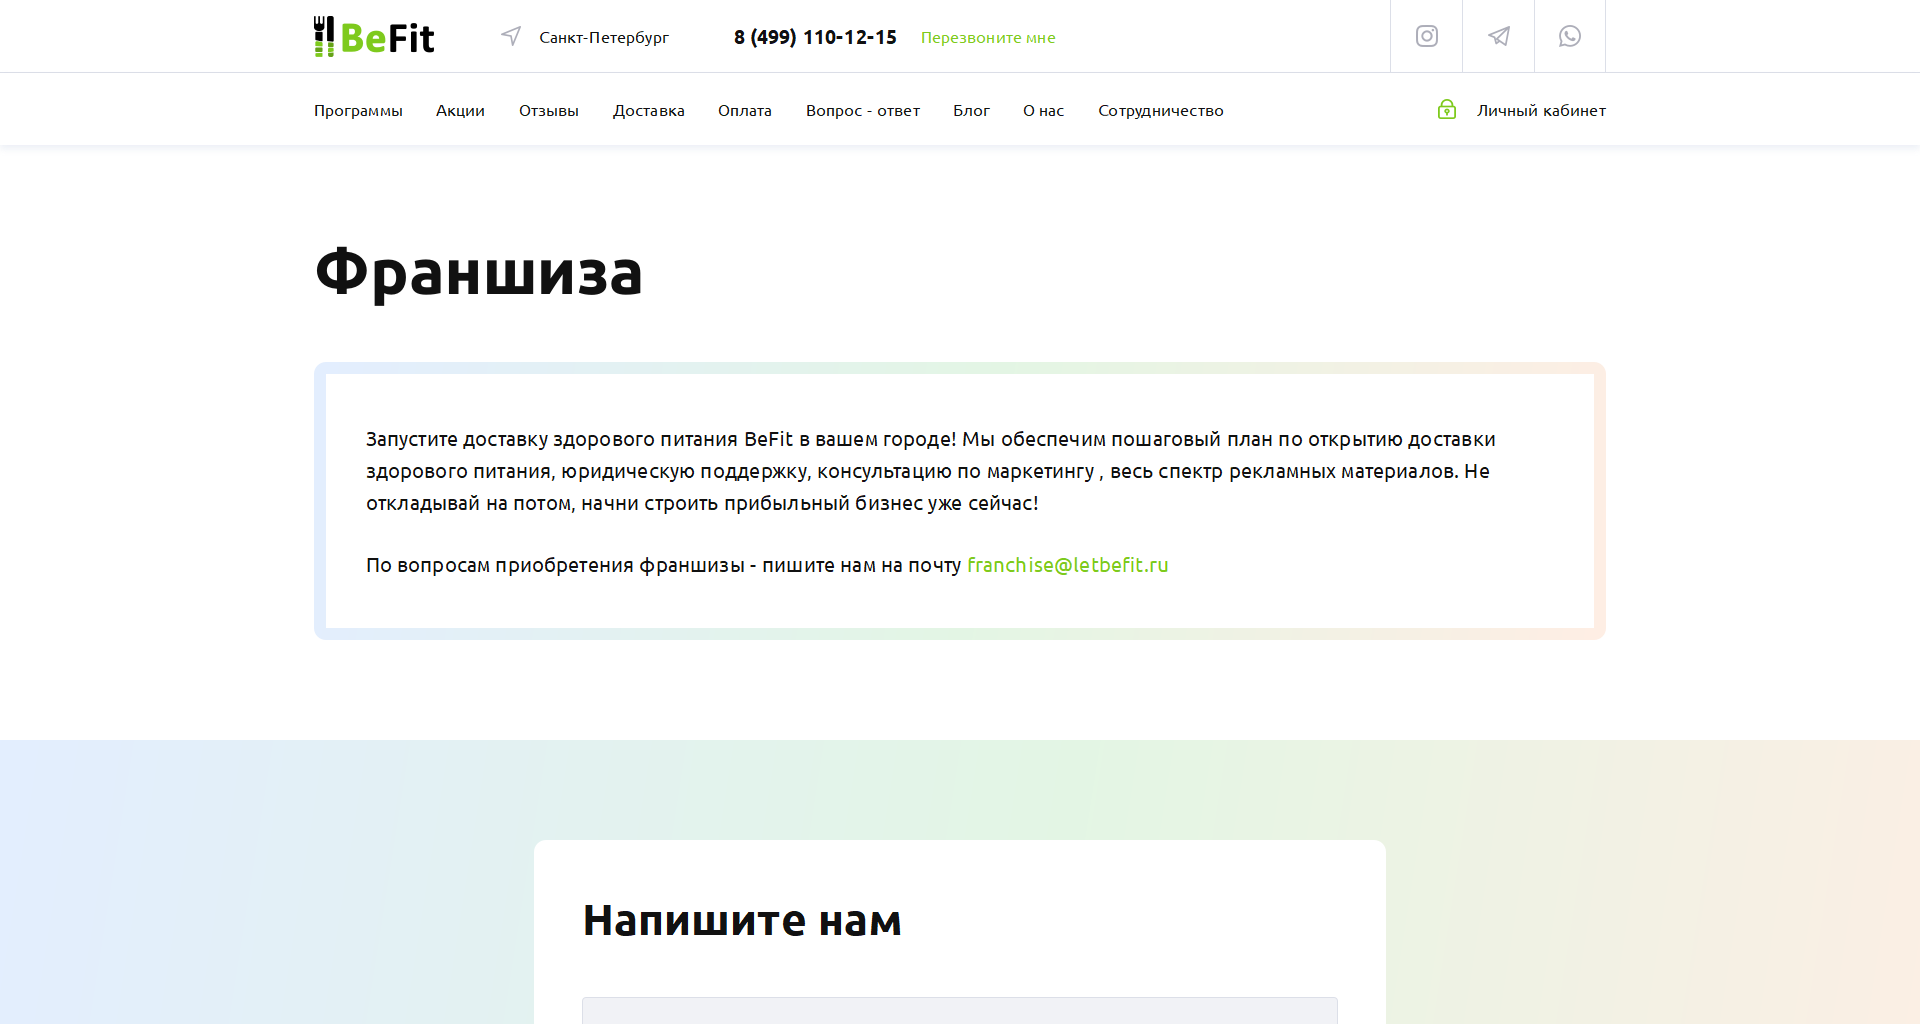 BeFit
Санкт-Петербург
8 (499) 110-12-15
Перезвоните мне
Программы
Акции
Отзывы
Доставка
Оплата
Вопрос - ответ
Блог
О нас
Сотрудничество
Личный кабинет
Франшиза
Запустите доставку здорового питания BeFit в вашем городе! Мы обеспечим пошаговый план по открытию доставки
здорового питания, юридическую поддержку, консультацию по маркетингу , весь спектр рекламных материалов. Не
откладывай на потом, начни строить прибыльный бизнес уже сейчас!
По вопросам приобретения франшизы - пишите нам на почту franchise@letbefit.ru
Напишите нам